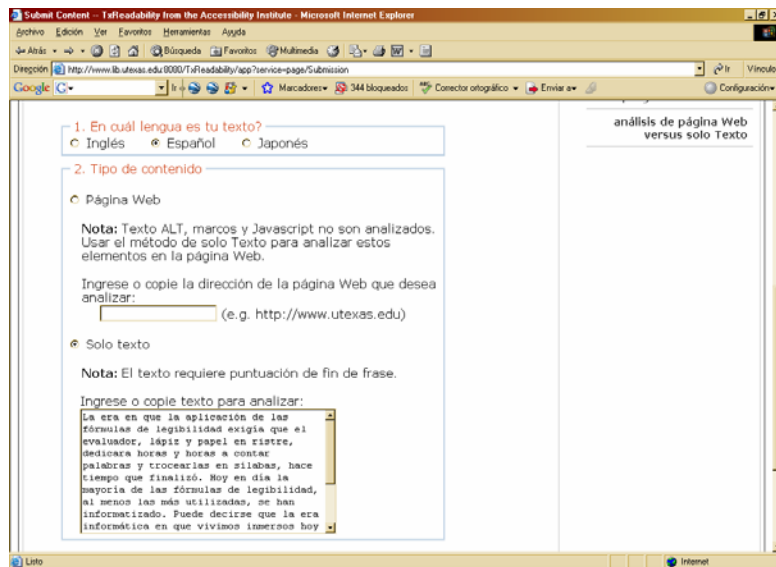 Submit Content -- TxReadability from the Accessibility Institute - Microsoft Internet Explorer
Archivo Edición Ver Favoritos Herramientas Ayuda
Atrás Búsqueda Favoritos Multimedia
Dirección http://www.lib.utexas.edu:8080/TxReadability/app?service=page/Submission Ir Vínculo
Google Ir Marcadores 344 bloqueados Corrector ortográfico Enviar a Configuración
1. En cuál lengua es tu texto?
Inglés Español Japonés
análisis de página Web
versus solo Texto
2. Tipo de contenido
Página Web
Nota: Texto ALT, marcos y Javascript no son analizados.
Usar el método de solo Texto para analizar estos
elementos en la página Web.
Ingrese o copie la dirección de la página Web que desea
analizar:
(e.g. http://www.utexas.edu)
Solo texto
Nota: El texto requiere puntuación de fin de frase.
Ingrese o copie texto para analizar:
La era en que la aplicación de las
fórmulas de legibilidad exigía que el
evaluador, lápiz y papel en ristre,
dedicara horas y horas a contar
palabras y trocearlas en sílabas, hace
tiempo que finalizó. Hoy en día la
mayoría de las fórmulas de legibilidad,
al menos las más utilizadas, se han
informatizado. Puede decirse que la era
informática en que vivimos inmersos hoy
Listo Internet